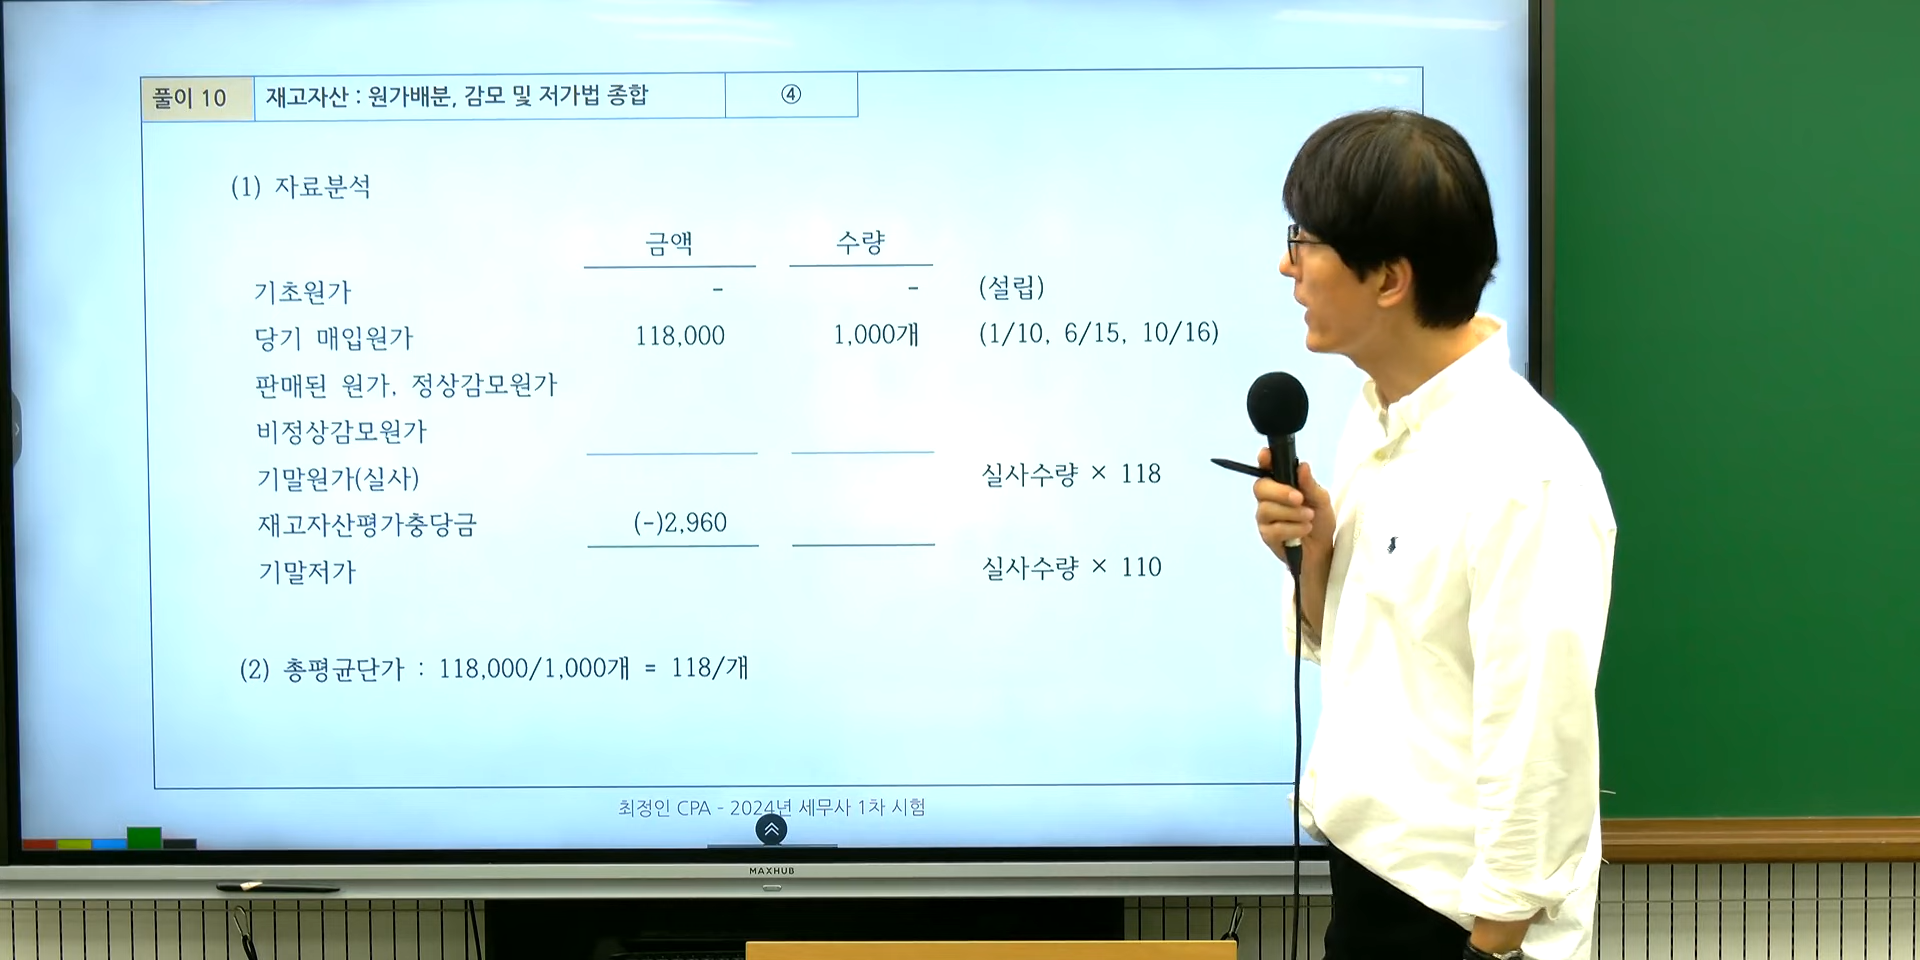 풀이 10 재고자산 : 원가배분, 감모 및 저가법 종합 ④
(1) 자료분석
금액 수량
기초원가 - - (설립)
당기 매입원가 118,000 1,000개 (1/10, 6/15, 10/16)
판매된 원가, 정상감모원가
비정상감모원가
기말원가(실사) 실사수량 × 118
재고자산평가충당금 (-)2,960
기말저가 실사수량 × 110
(2) 총평균단가 : 118,000/1,000개 = 118/개
최정인 CPA - 2024년 세무사 1차 시험
MAXHUB